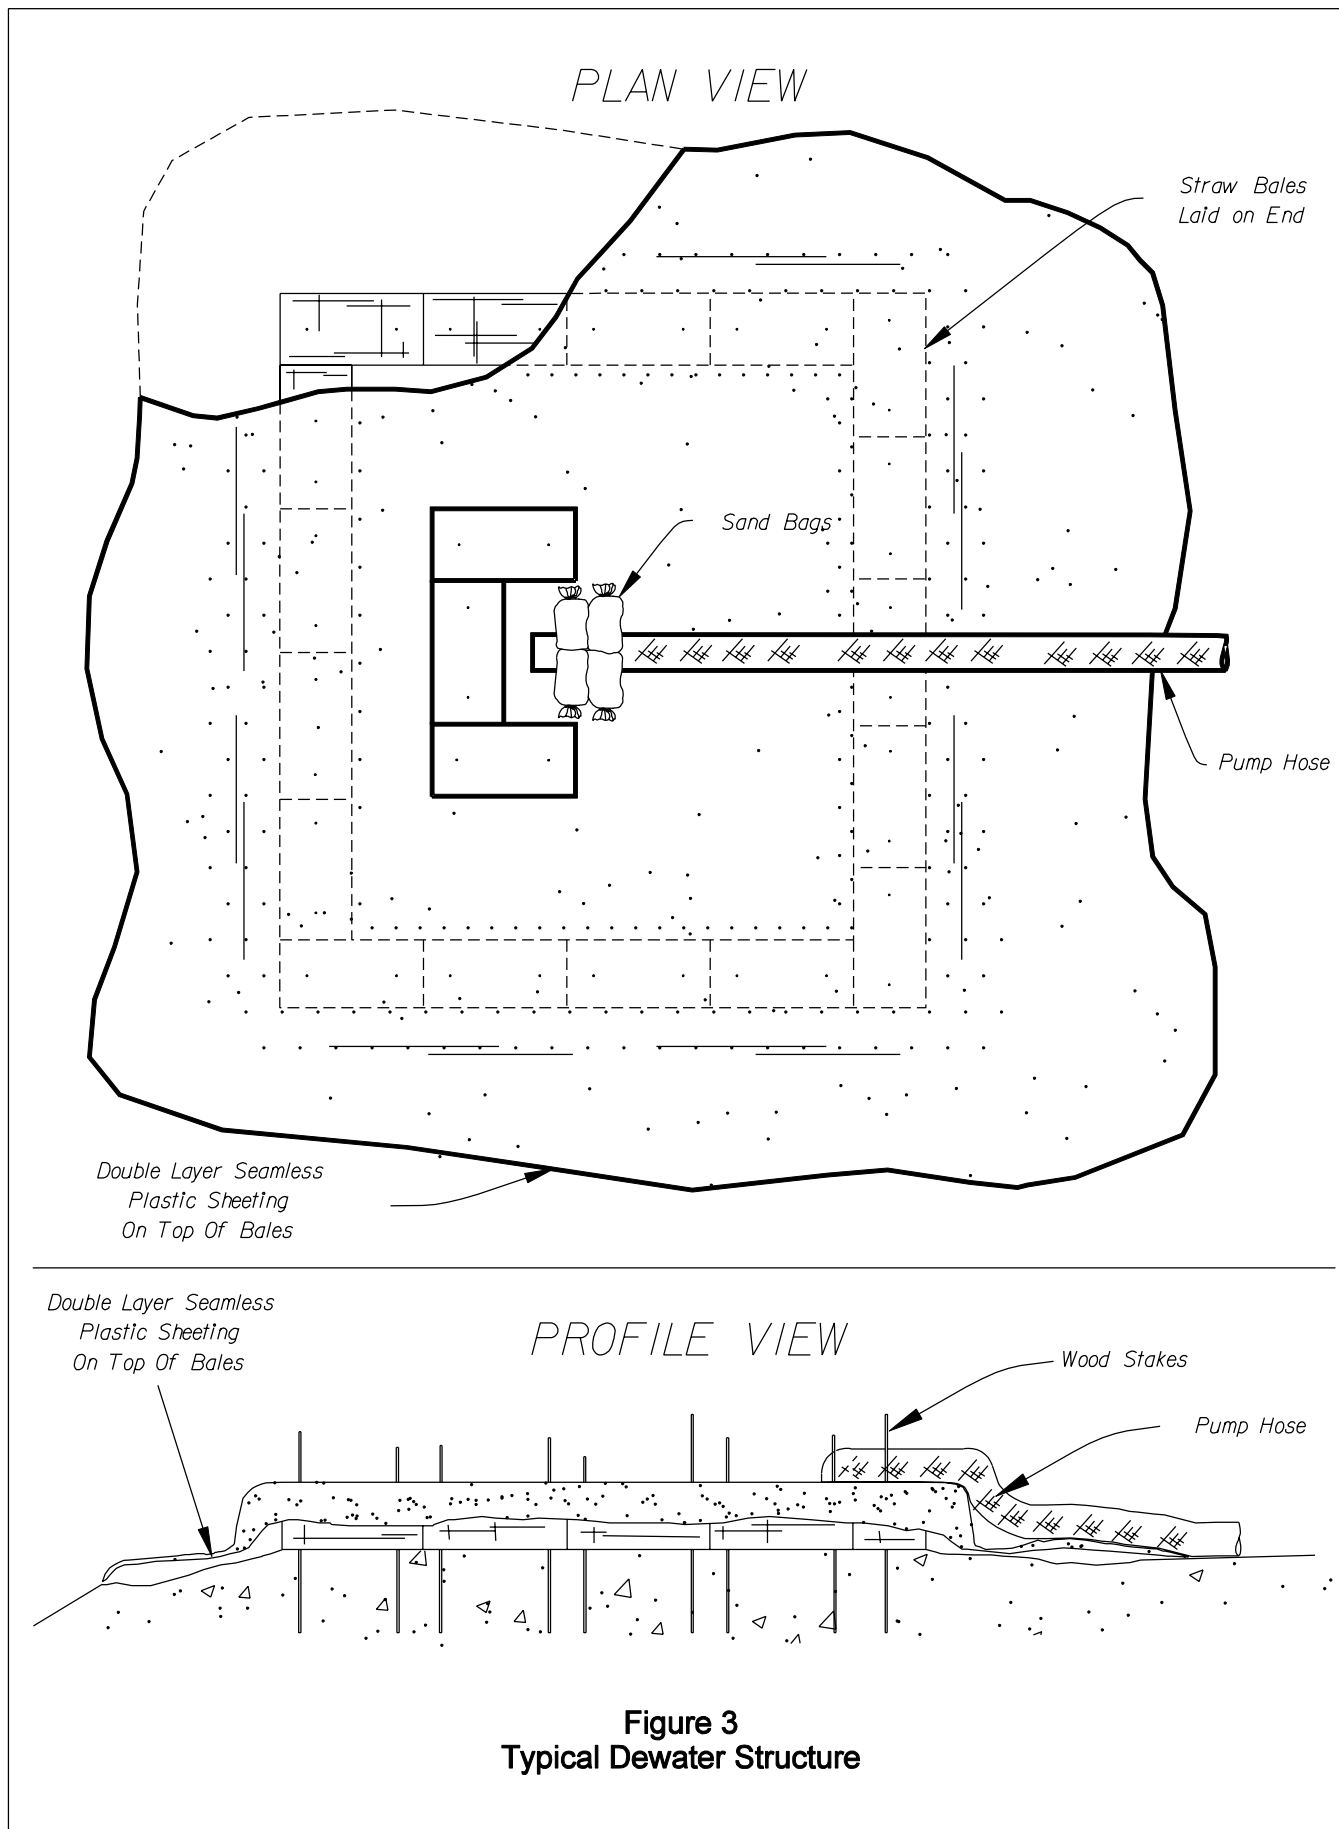 PLAN VIEW
Straw Bales
Laid on End
Sand Bags
Pump Hose
Double Layer Seamless
Plastic Sheeting
On Top Of Bales
Double Layer Seamless
Plastic Sheeting
On Top Of Bales
PROFILE VIEW
Wood Stakes
Pump Hose
Figure 3
Typical Dewater Structure